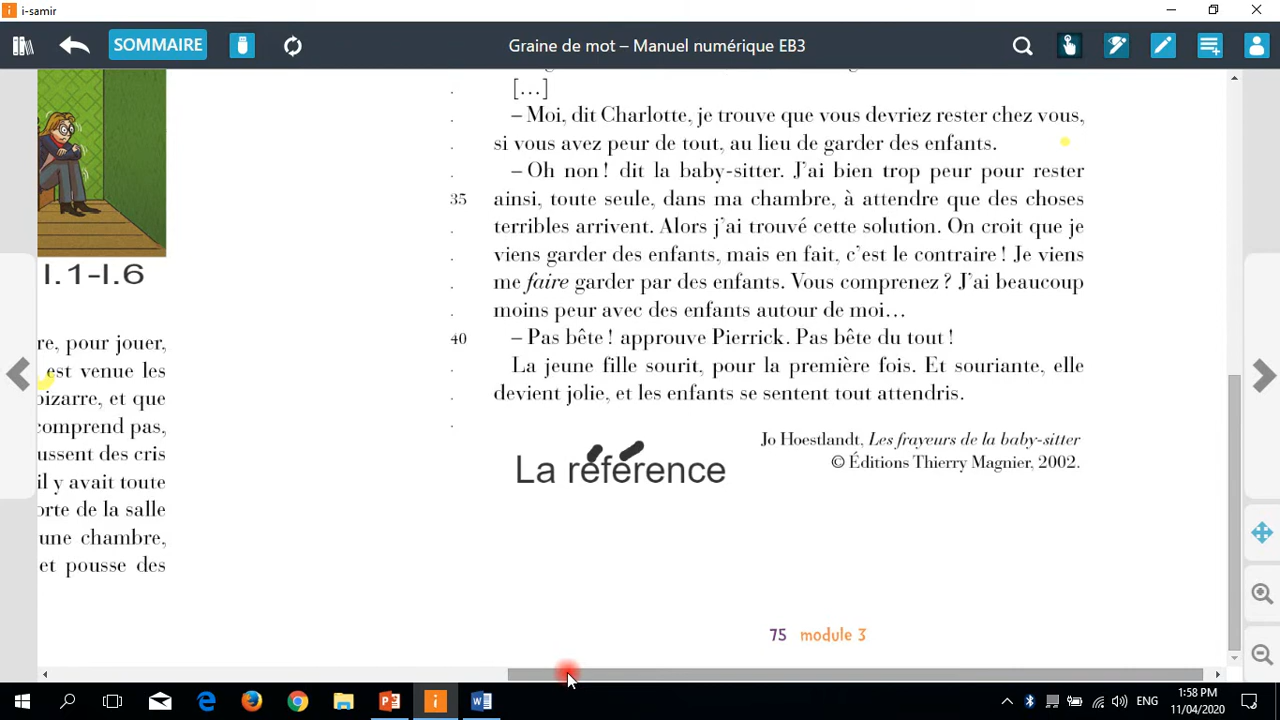 i-samir
SOMMAIRE
Graine de mot – Manuel numérique EB3
[…]
– Moi, dit Charlotte, je trouve que vous devriez rester chez vous,
si vous avez peur de tout, au lieu de garder des enfants.
– Oh non ! dit la baby-sitter. J’ai bien trop peur pour rester
35 ainsi, toute seule, dans ma chambre, à attendre que des choses
terribles arrivent. Alors j’ai trouvé cette solution. On croit que je
viens garder des enfants, mais en fait, c’est le contraire ! Je viens
me faire garder par des enfants. Vous comprenez ? J’ai beaucoup
moins peur avec des enfants autour de moi…
40 – Pas bête ! approuve Pierrick. Pas bête du tout !
La jeune fille sourit, pour la première fois. Et souriante, elle
devient jolie, et les enfants se sentent tout attendris.
Jo Hoestlandt, Les frayeurs de la baby-sitter
© Éditions Thierry Magnier, 2002.
La référence
75 module 3
l.1-l.6
re, pour jouer,
est venue les
bizarre, et que
comprend pas,
ussent des cris
il y avait toute
orte de la salle
une chambre,
et pousse des
ENG
1:58 PM
11/04/2020